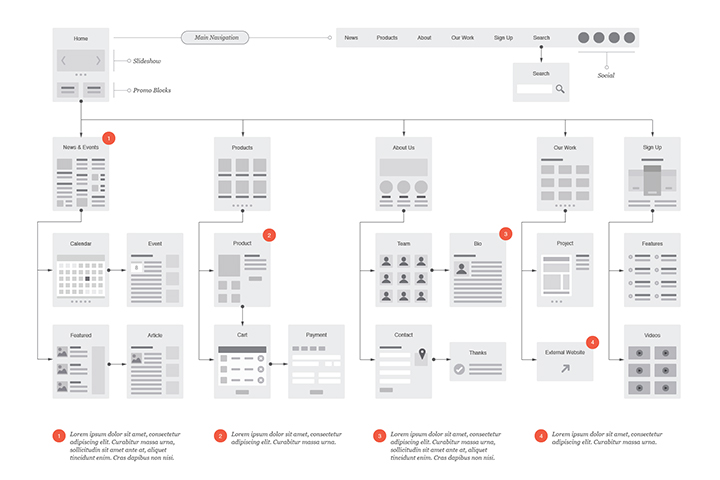 Home
Main Navigation
News
Products
About
Our Work
Sign Up
Search
Slideshow
Promo Blocks
Search
Social
News & Events
1
Products
About Us
Our Work
Sign Up
Calendar
Event
Product
2
Team
Bio
3
Project
Features
Featured
Article
Cart
Payment
Contact
Thanks
External Website
4
Videos
1
Lorem ipsum dolor sit amet, consectetur
adipiscing elit. Curabitur massa urna,
sollicitudin sit amet ante at, aliquet
tincidunt enim. Cras dapibus non nisi.
2
Lorem ipsum dolor sit amet, consectetur
adipiscing elit. Curabitur massa urna.
3
Lorem ipsum dolor sit amet, consectetur
adipiscing elit. Curabitur massa urna,
sollicitudin sit amet ante at, aliquet
tincidunt enim. Cras dapibus non nisi.
4
Lorem ipsum dolor sit amet, consectetur
adipiscing elit. Curabitur massa urna.